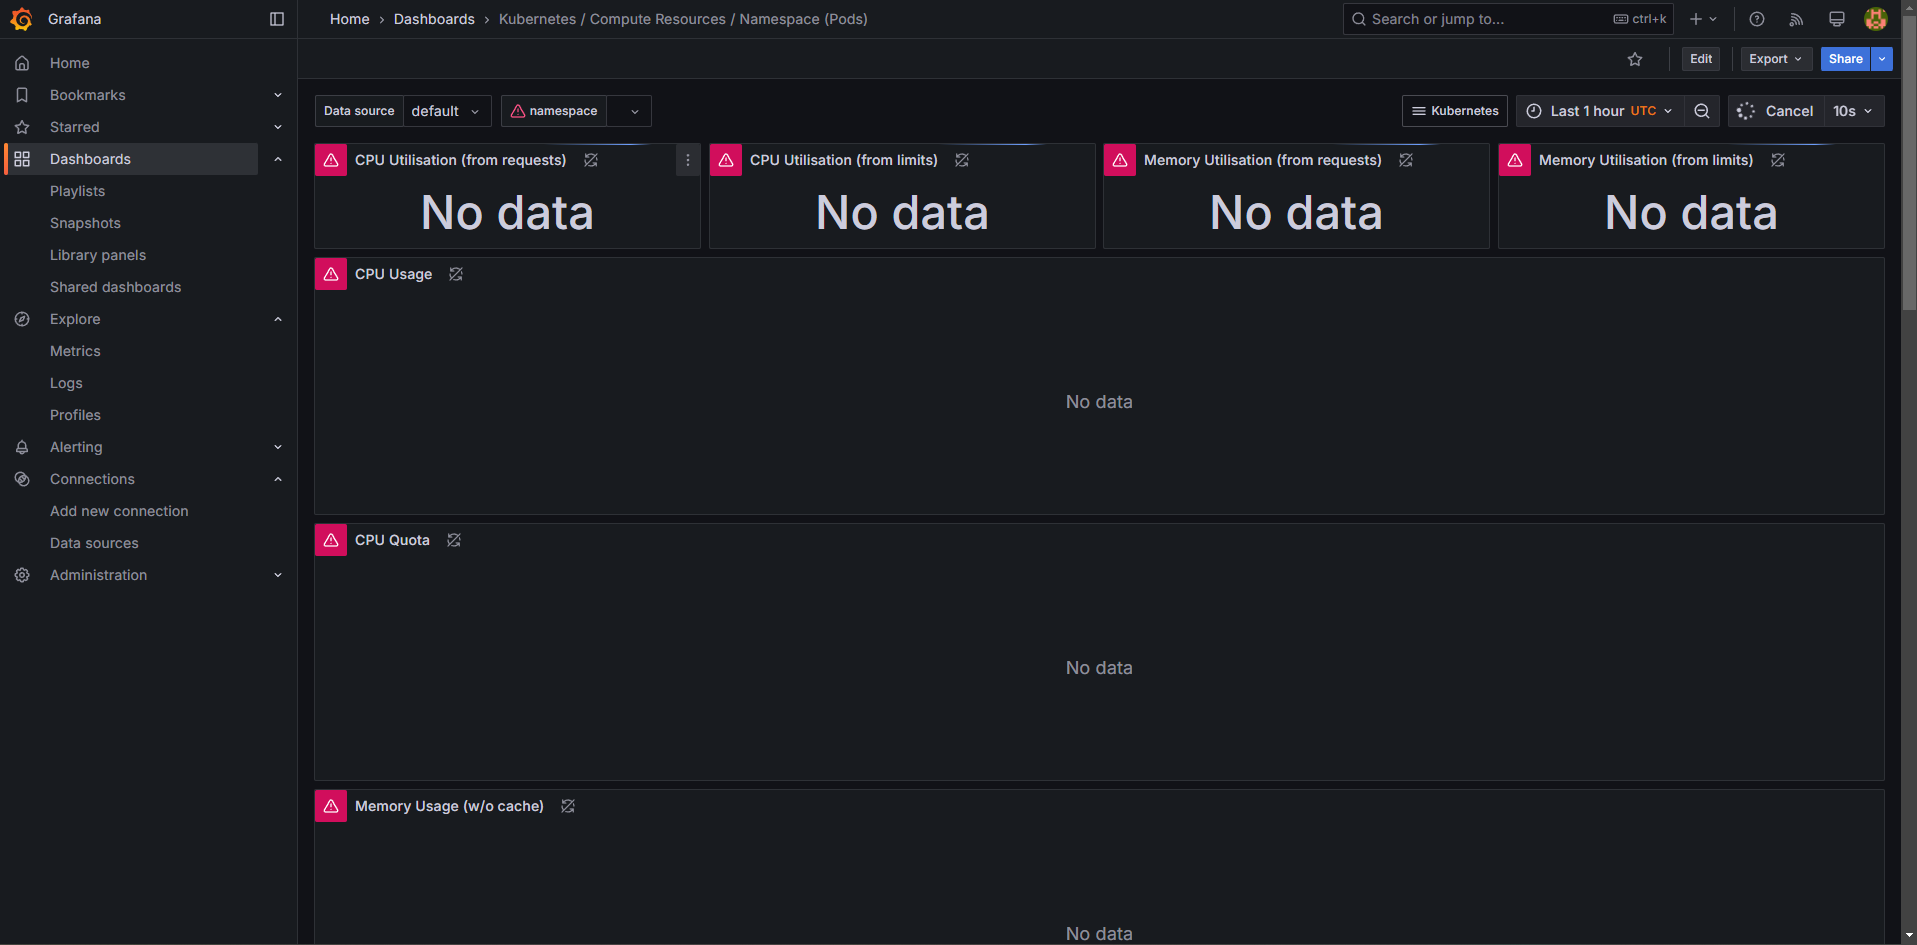 Grafana
Home › Dashboards › Kubernetes / Compute Resources / Namespace (Pods)
Search or jump to... ctrl+k
Edit
Export
Share
Home
Bookmarks
Starred
Dashboards
Playlists
Snapshots
Library panels
Shared dashboards
Explore
Metrics
Logs
Profiles
Alerting
Connections
Add new connection
Data sources
Administration
Data source default
namespace
Kubernetes
Last 1 hour UTC
Cancel 10s
CPU Utilisation (from requests)
No data
CPU Utilisation (from limits)
No data
Memory Utilisation (from requests)
No data
Memory Utilisation (from limits)
No data
CPU Usage
No data
CPU Quota
No data
Memory Usage (w/o cache)
No data